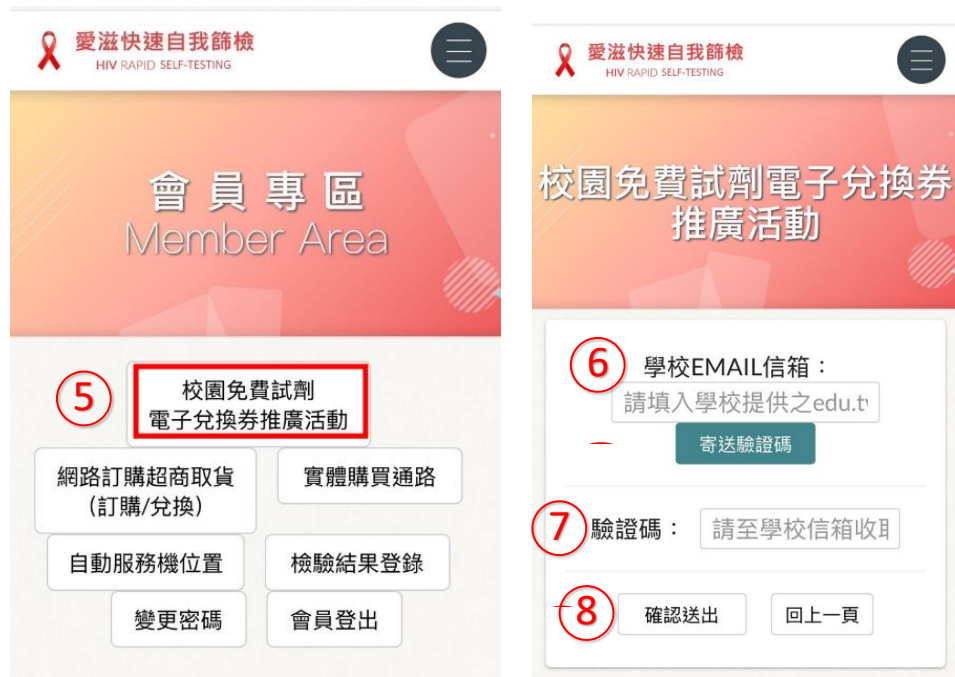 愛滋快速自我篩檢
HIV RAPID SELF-TESTING
會員專區
Member Area
⑤
校園免費試劑
電子兌換券推廣活動
網路訂購超商取貨
(訂購/兌換)
實體購買通路
自動服務機位置
檢驗結果登錄
變更密碼
會員登出
愛滋快速自我篩檢
HIV RAPID SELF-TESTING
校園免費試劑電子兌換券
推廣活動
⑥
學校EMAIL信箱：
請填入學校提供之edu.t
寄送驗證碼
⑦
驗證碼：
請至學校信箱收
⑧
確認送出
回上一頁